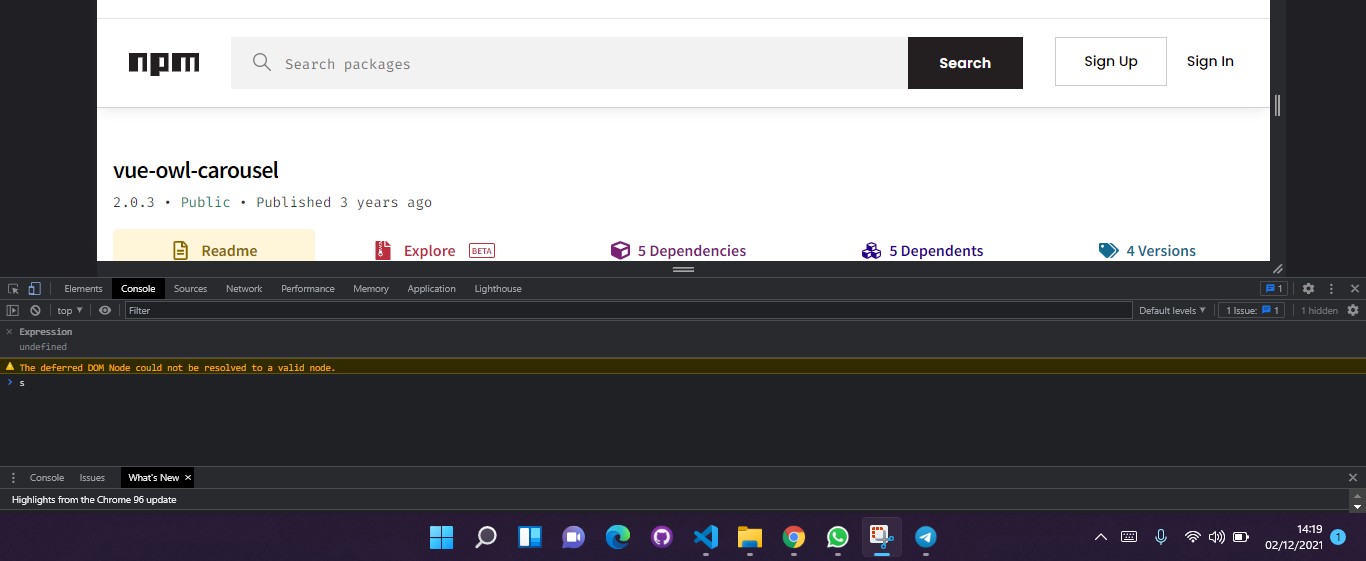 npm
Search packages
Search
Sign Up
Sign In
vue-owl-carousel
2.0.3 • Public • Published 3 years ago
Readme
Explore BETA
5 Dependencies
5 Dependents
4 Versions
Elements Console Sources Network Performance Memory Application Lighthouse 1
top Filter Default levels 1 Issue: 1 1 hidden
Expression
undefined
The deferred DOM Node could not be resolved to a valid node.
s
Console Issues What's New
Highlights from the Chrome 96 update
14:19
02/12/2021
1